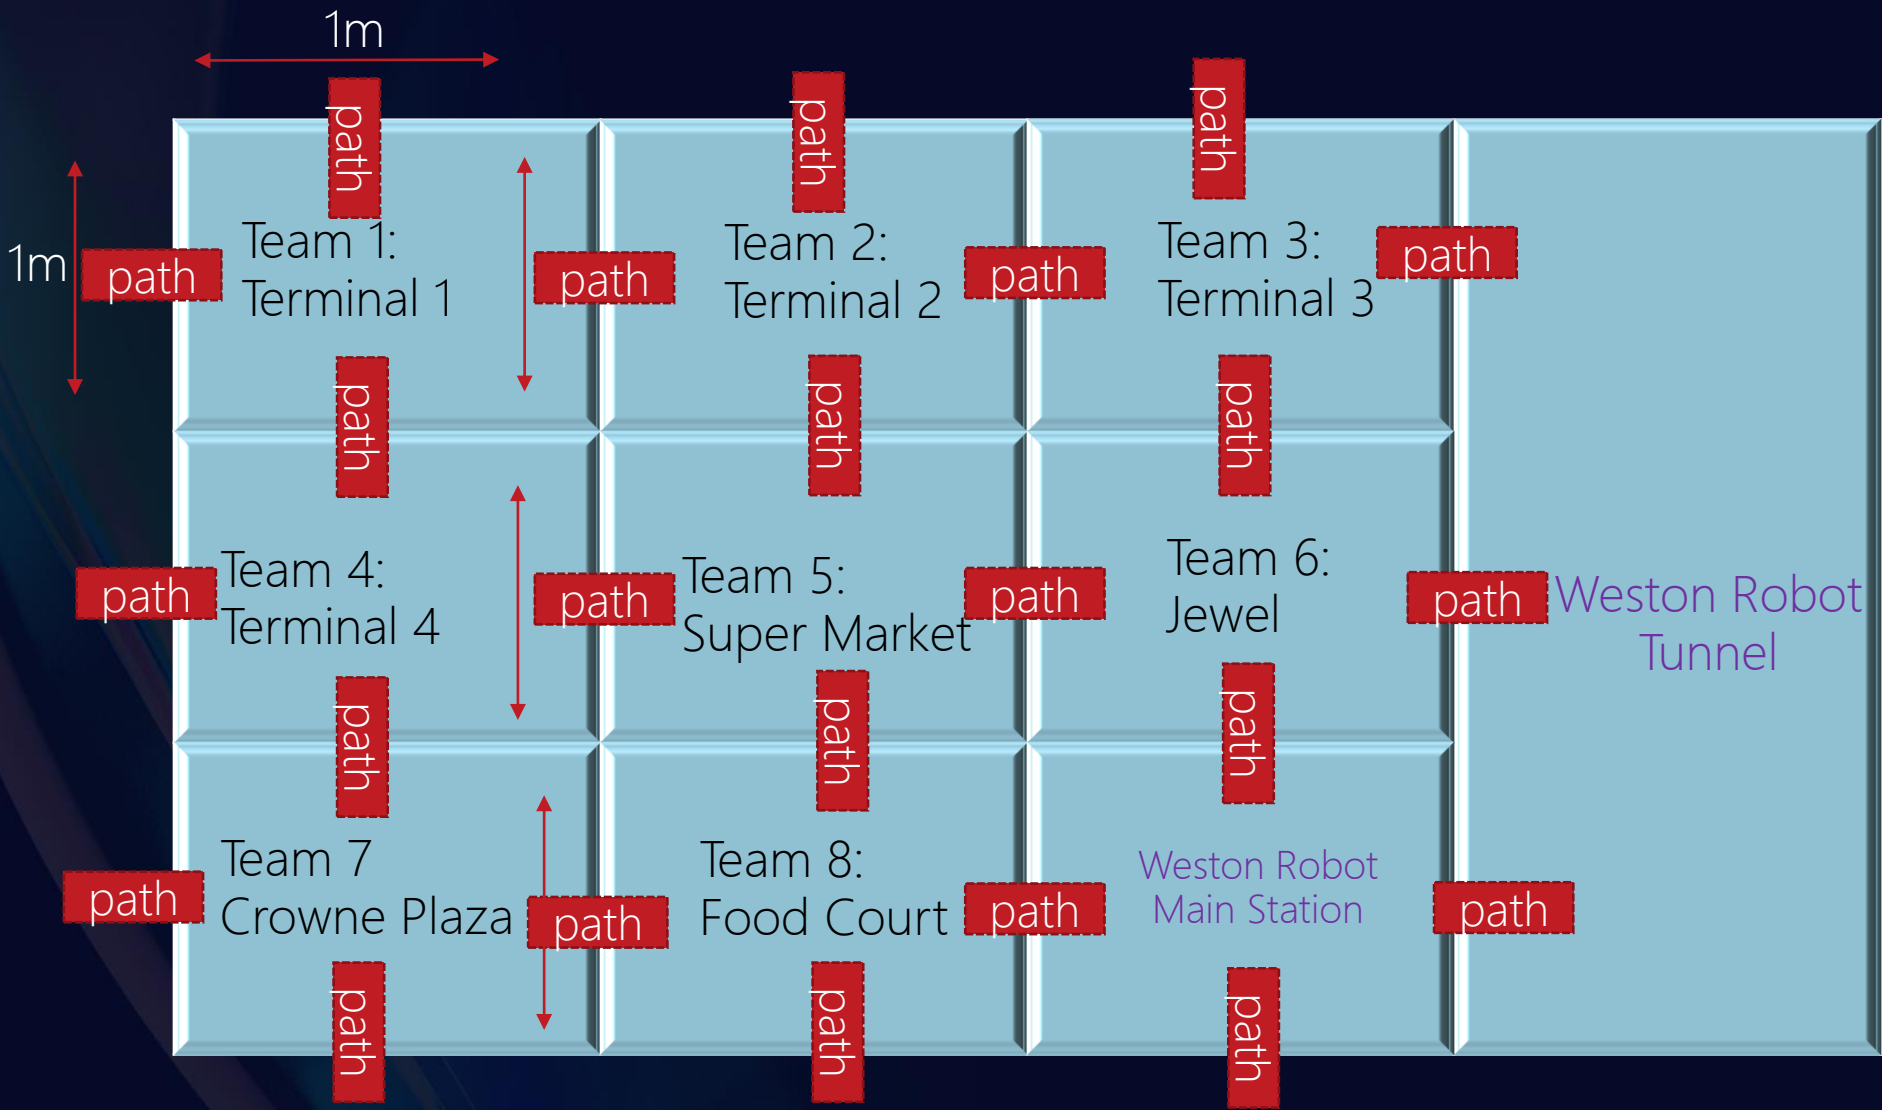 1m
path
path
path
1m
path
Team 1:
Terminal 1
path
Team 2:
Terminal 2
path
Team 3:
Terminal 3
path
path
path
path
path
Team 4:
Terminal 4
path
Team 5:
Super Market
path
Team 6:
Jewel
path
Weston Robot
Tunnel
path
path
path
path
Team 7
Crowne Plaza
path
Team 8:
Food Court
path
Weston Robot
Main Station
path
path
path
path